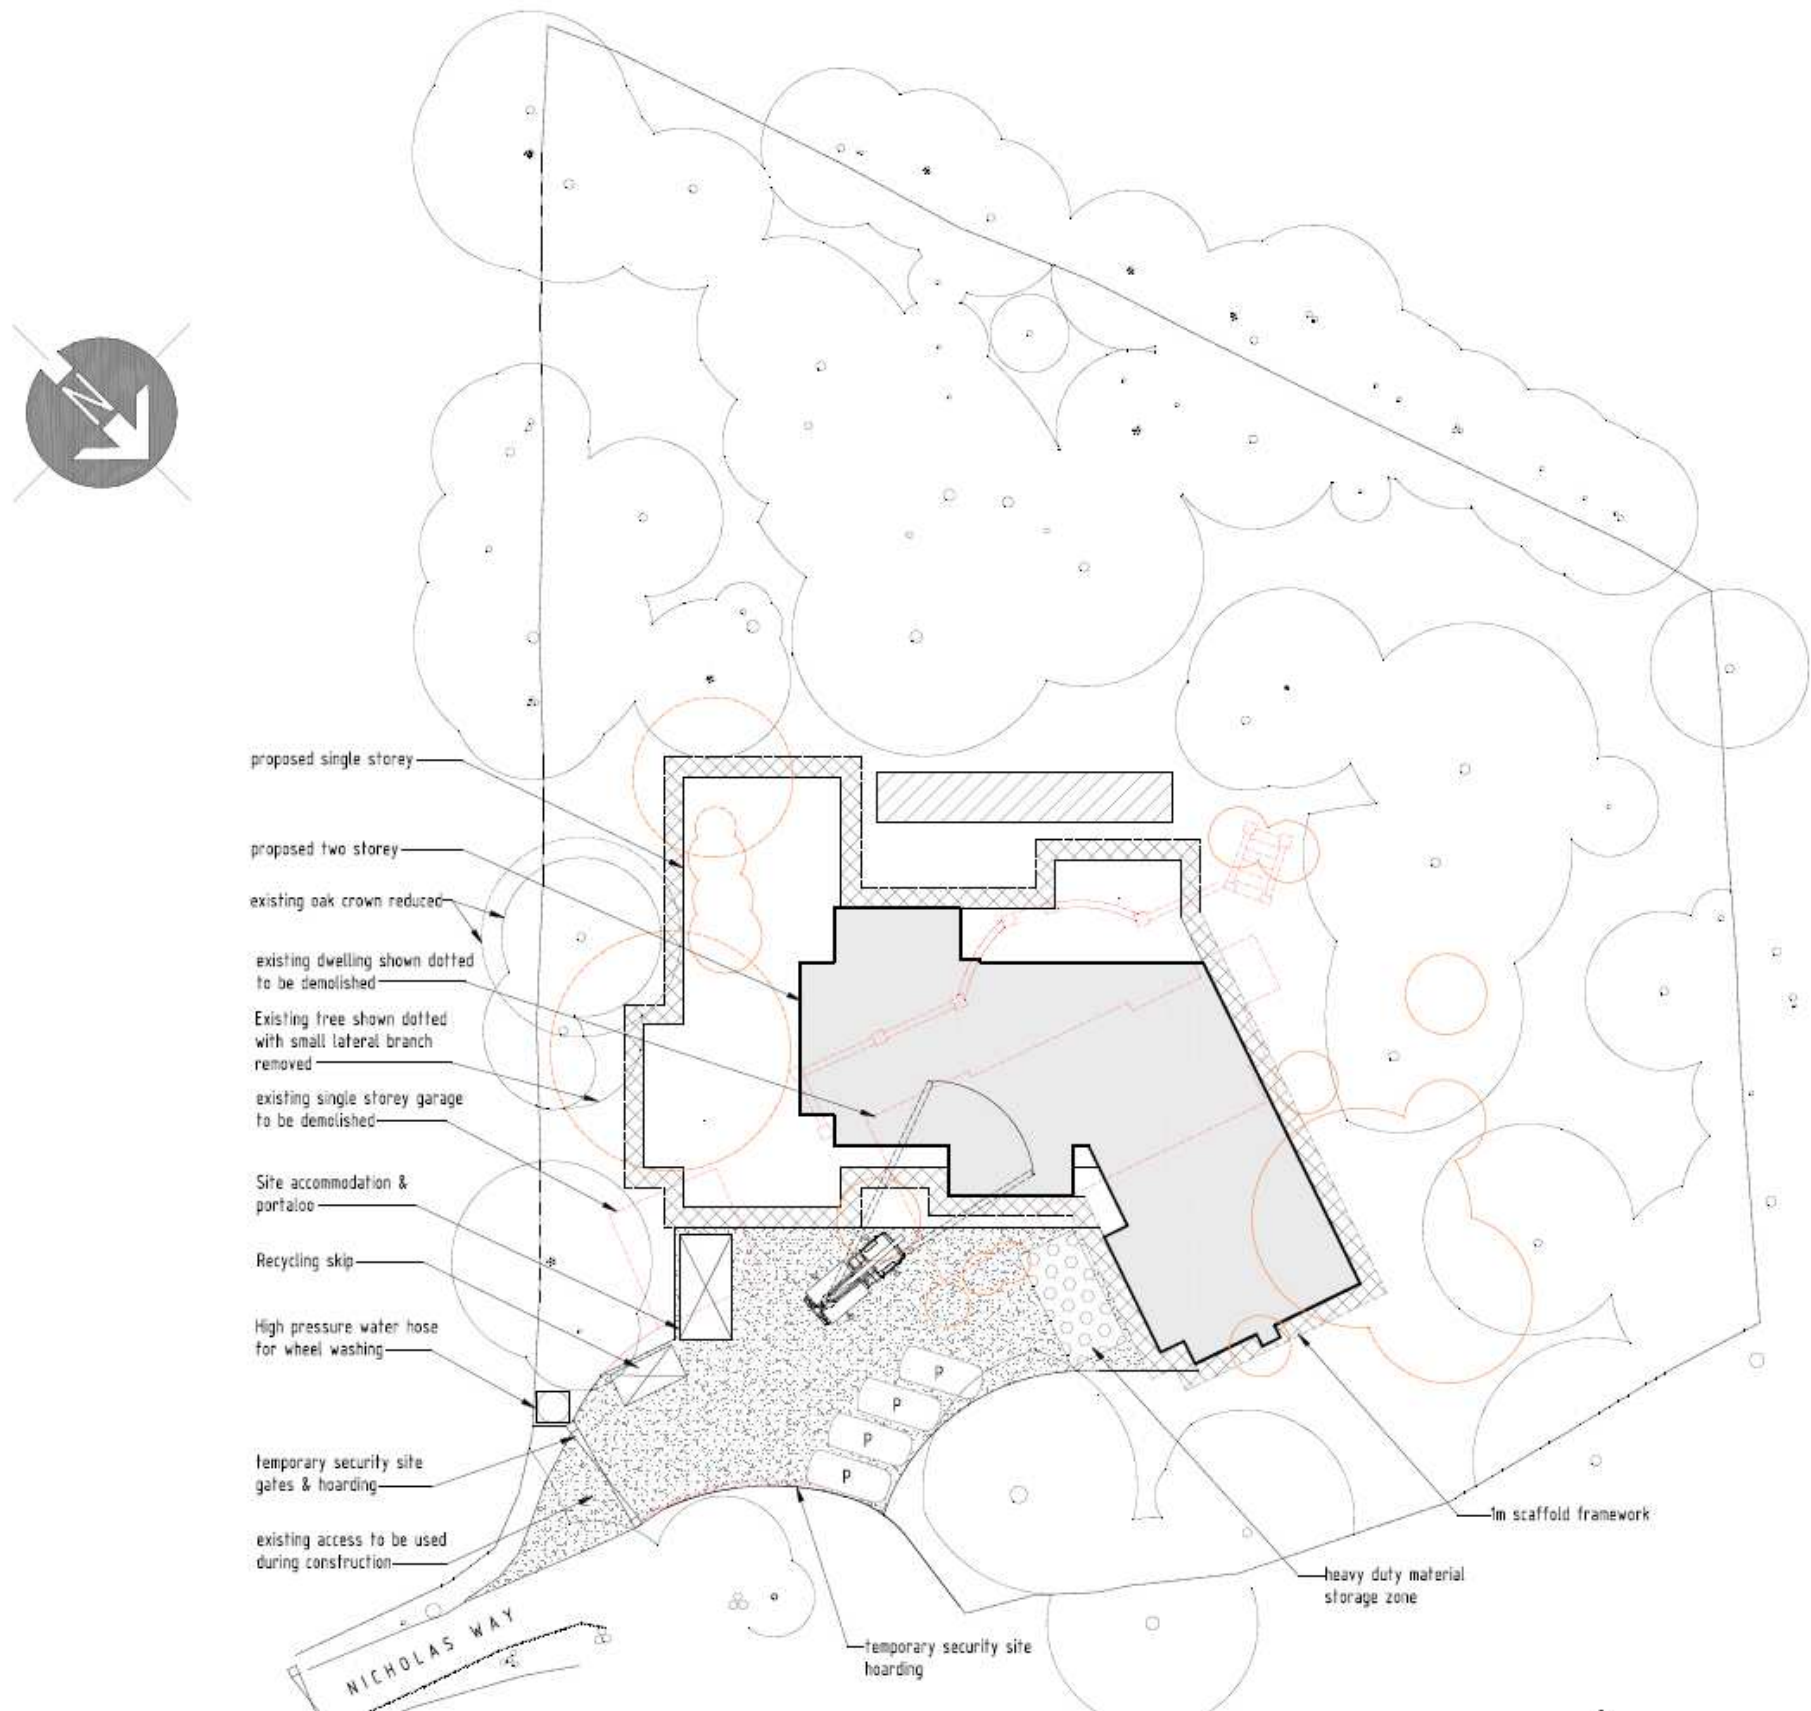 N
proposed single storey
proposed two storey
existing oak crown reduced
existing dwelling shown dotted
to be demolished
Existing tree shown dotted
with small lateral branch
removed
existing single storey garage
to be demolished
Site accommodation &
portaloo
Recycling skip
High pressure water hose
for wheel washing
temporary security site
gates & hoarding
existing access to be used
during construction
P
P
P
P
1m scaffold framework
heavy duty material
storage zone
temporary security site
hoarding
NICHOLAS WAY